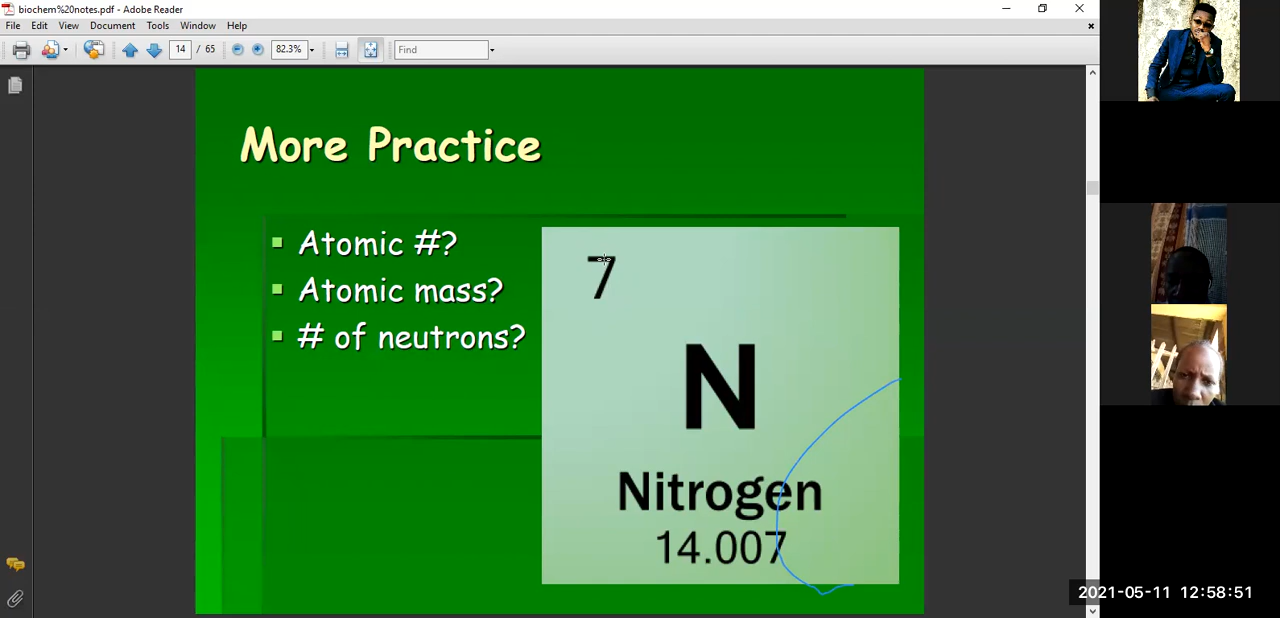 biochem%20notes.pdf - Adobe Reader
File Edit View Document Tools Window Help
14 / 65 82.3% Find
More Practice
Atomic #?
Atomic mass?
# of neutrons?
7
N
Nitrogen
14.007
2021-05-11 12:58:51